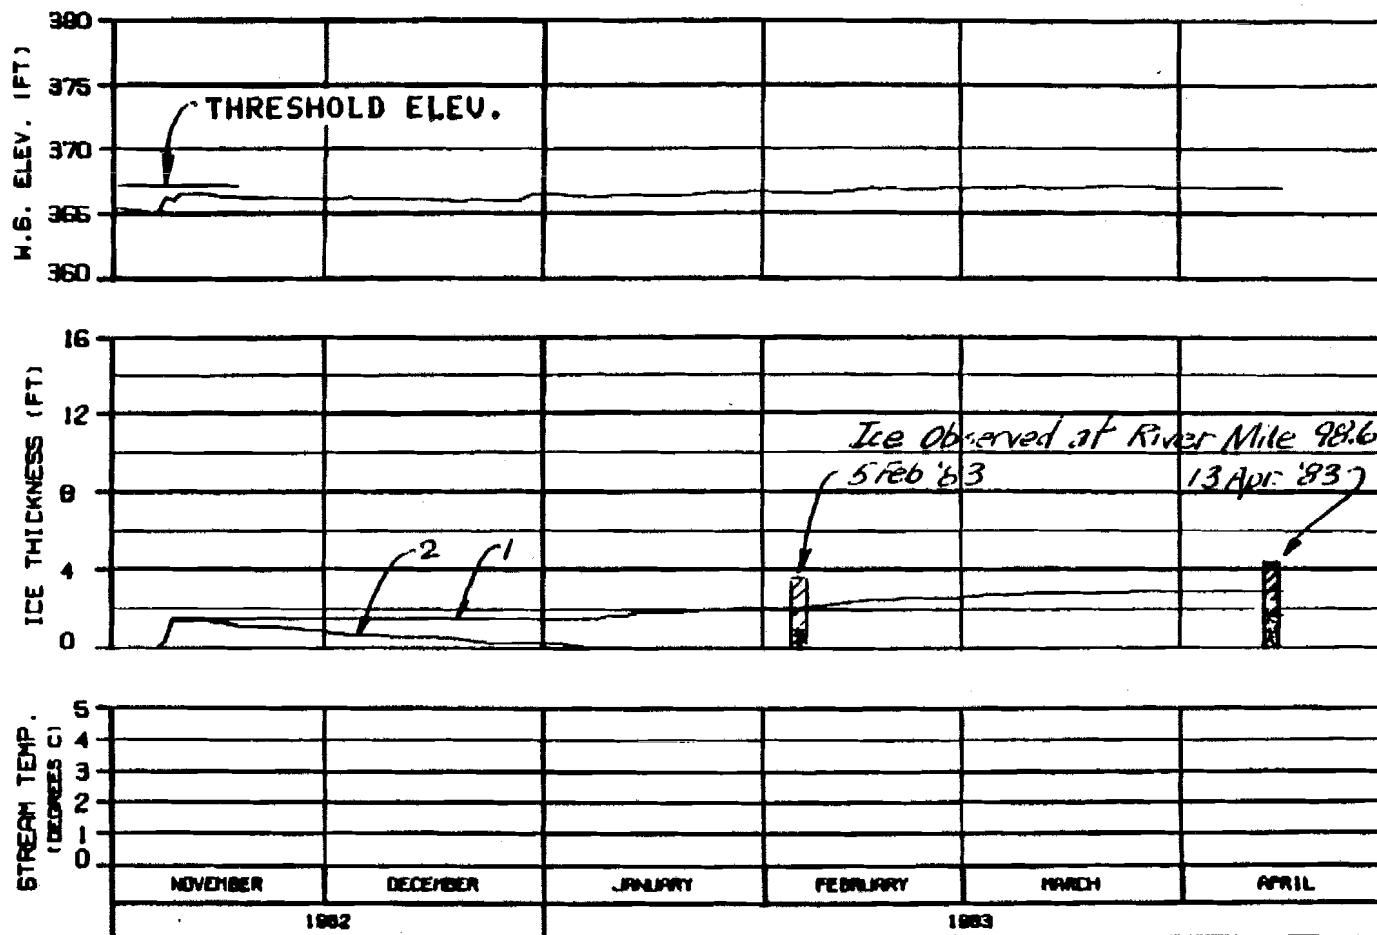 W.S. ELEV. (FT)
380
375
370
365
360
THRESHOLD ELEV.
ICE THICKNESS (FT)
16
12
8
4
0
Ice Observed at River Mile 98.6
5 Feb '83
13 Apr. '83
2
1
STREAM TEMP.
(DEGREES C)
5
4
3
2
1
0
NOVEMBER DECEMBER JANUARY FEBRUARY MARCH APRIL
1982 1983